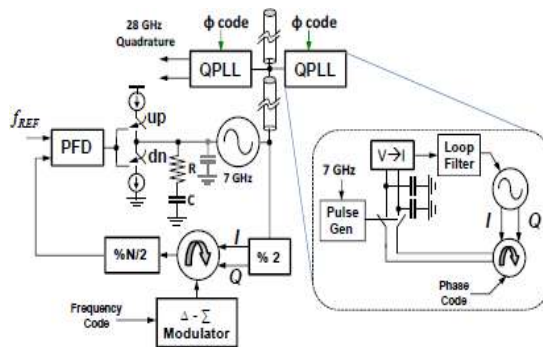 28 GHz
Quadrature
ϕ code
ϕ code
QPLL
QPLL
fREF
PFD
up
dn
R
C
7 GHz
I
Q
% 2
%N/2
Frequency
Code
Δ - Σ
Modulator
V→I
Loop
Filter
7 GHz
Pulse
Gen
I
Q
Phase
Code